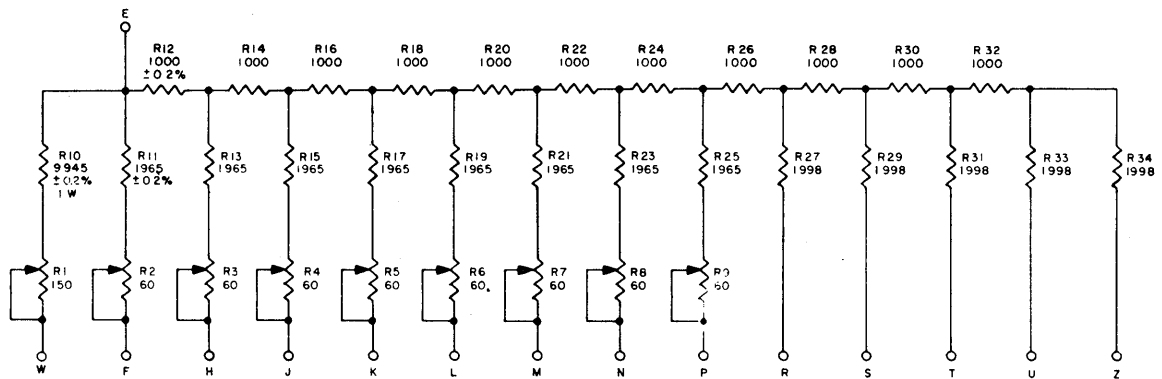 E
R12 1000 ±0.2%
R14 1000
R16 1000
R18 1000
R20 1000
R22 1000
R24 1000
R26 1000
R28 1000
R30 1000
R32 1000
R10 9945 ±0.2% 1 W
R11 1965 ±0.2%
R13 1965
R15 1965
R17 1965
R19 1965
R21 1965
R23 1965
R25 1965
R27 1998
R29 1998
R31 1998
R33 1998
R34 1998
R1 150
R2 60
R3 60
R4 60
R5 60
R6 60
R7 60
R8 60
R9 60
W F H J K L M N P R S T U Z